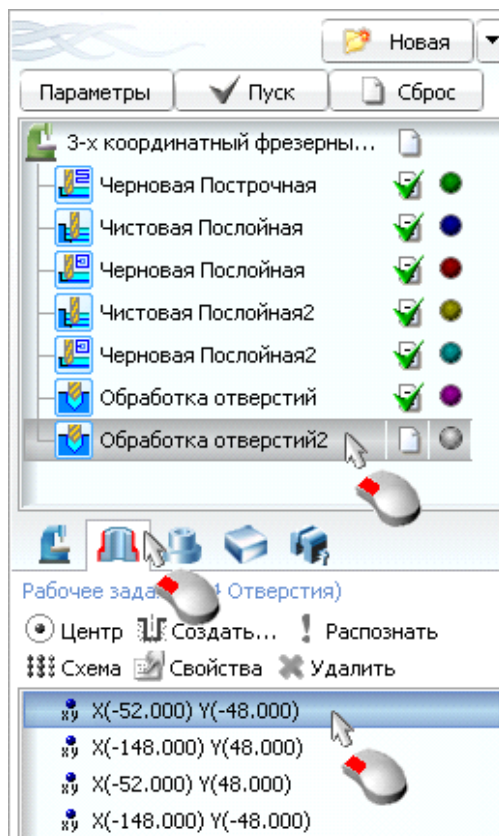 Новая
Параметры Пуск Сброс
3-х координатный фрезерны...
Черновая Построчная
Чистовая Послойная
Черновая Послойная
Чистовая Послойная2
Черновая Послойная2
Обработка отверстий
Обработка отверстий2
Рабочее зада Отверстия)
Центр Создать... Распознать
Схема Свойства Удалить
X(-52.000) Y(-48.000)
X(-148.000) Y(48.000)
X(-52.000) Y(48.000)
X(-148.000) Y(-48.000)